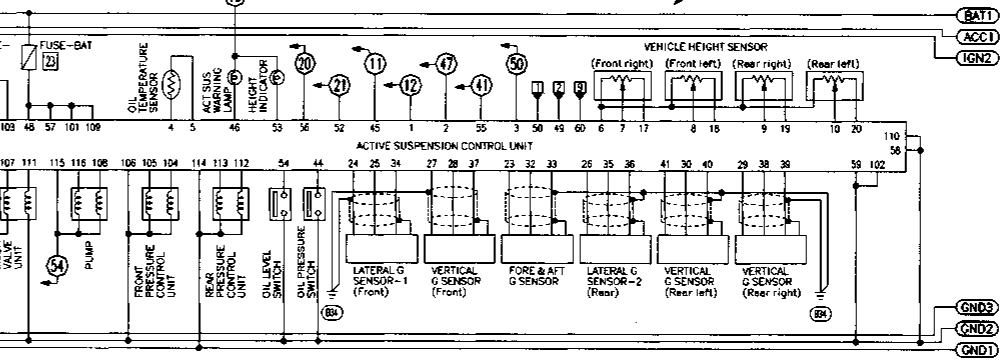 BAT1
ACC1
IGN2
FUSE-BAT
23
OIL TEMPERATURE SENSOR
ACT SUS WARNING LAMP
HEIGHT INDICATOR
20
21
11
12
47
41
50
1 2 9
VEHICLE HEIGHT SENSOR
(Front right) (Front left) (Rear right) (Rear left)
103 48 57 101 109 4 5 46 53 56 52 45 1 2 55 3 50 49 60 6 7 17 8 18 9 19 10 20
110
58
ACTIVE SUSPENSION CONTROL UNIT
107 111 115 116 108 106 105 104 114 113 112 54 44 24 25 34 27 28 37 23 32 33 26 35 36 41 30 40 29 38 39 59 102
VALVE UNIT
54
PUMP
FRONT PRESSURE CONTROL UNIT
REAR PRESSURE CONTROL UNIT
OIL LEVEL SWITCH
OIL PRESSURE SWITCH
B34
LATERAL G SENSOR-1 (Front)
VERTICAL G SENSOR (Front)
FORE & AFT G SENSOR
LATERAL G SENSOR-2 (Rear)
VERTICAL G SENSOR (Rear left)
VERTICAL G SENSOR (Rear right)
B34
GND3
GND2
GND1